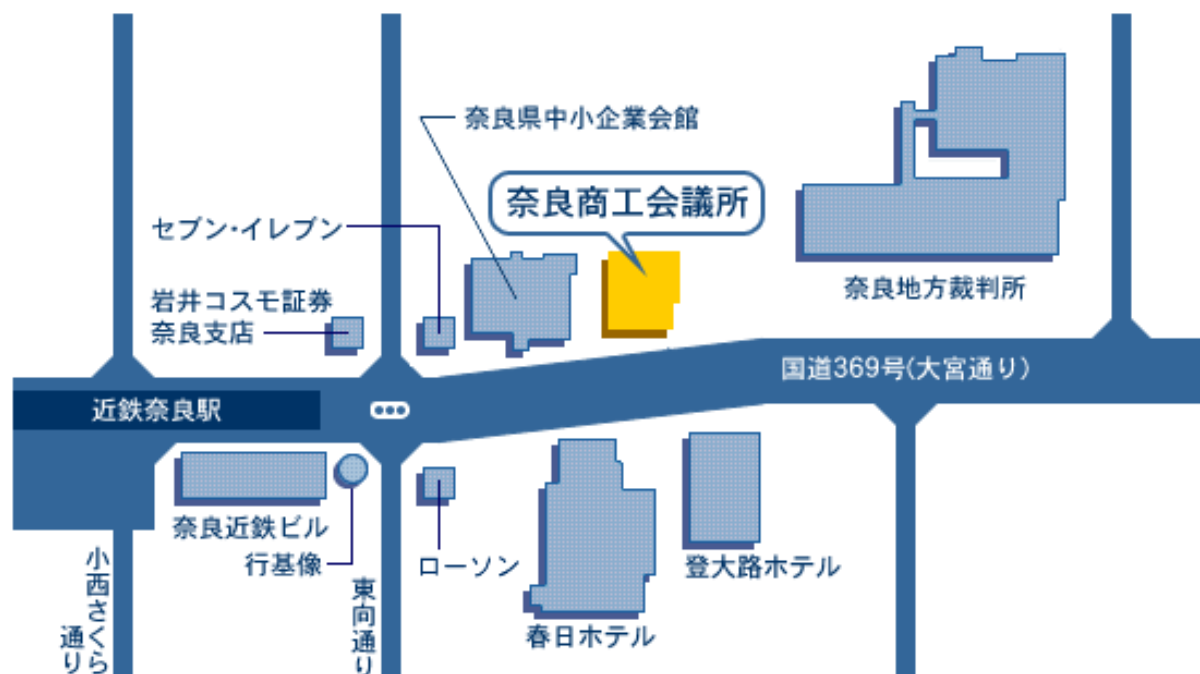 奈良県中小企業会館
奈良商工会議所
セブン・イレブン
岩井コスモ証券
奈良支店
奈良地方裁判所
国道369号(大宮通り)
近鉄奈良駅
奈良近鉄ビル
行基像
ローソン
登大路ホテル
春日ホテル
小西さくら
通り
東向通り